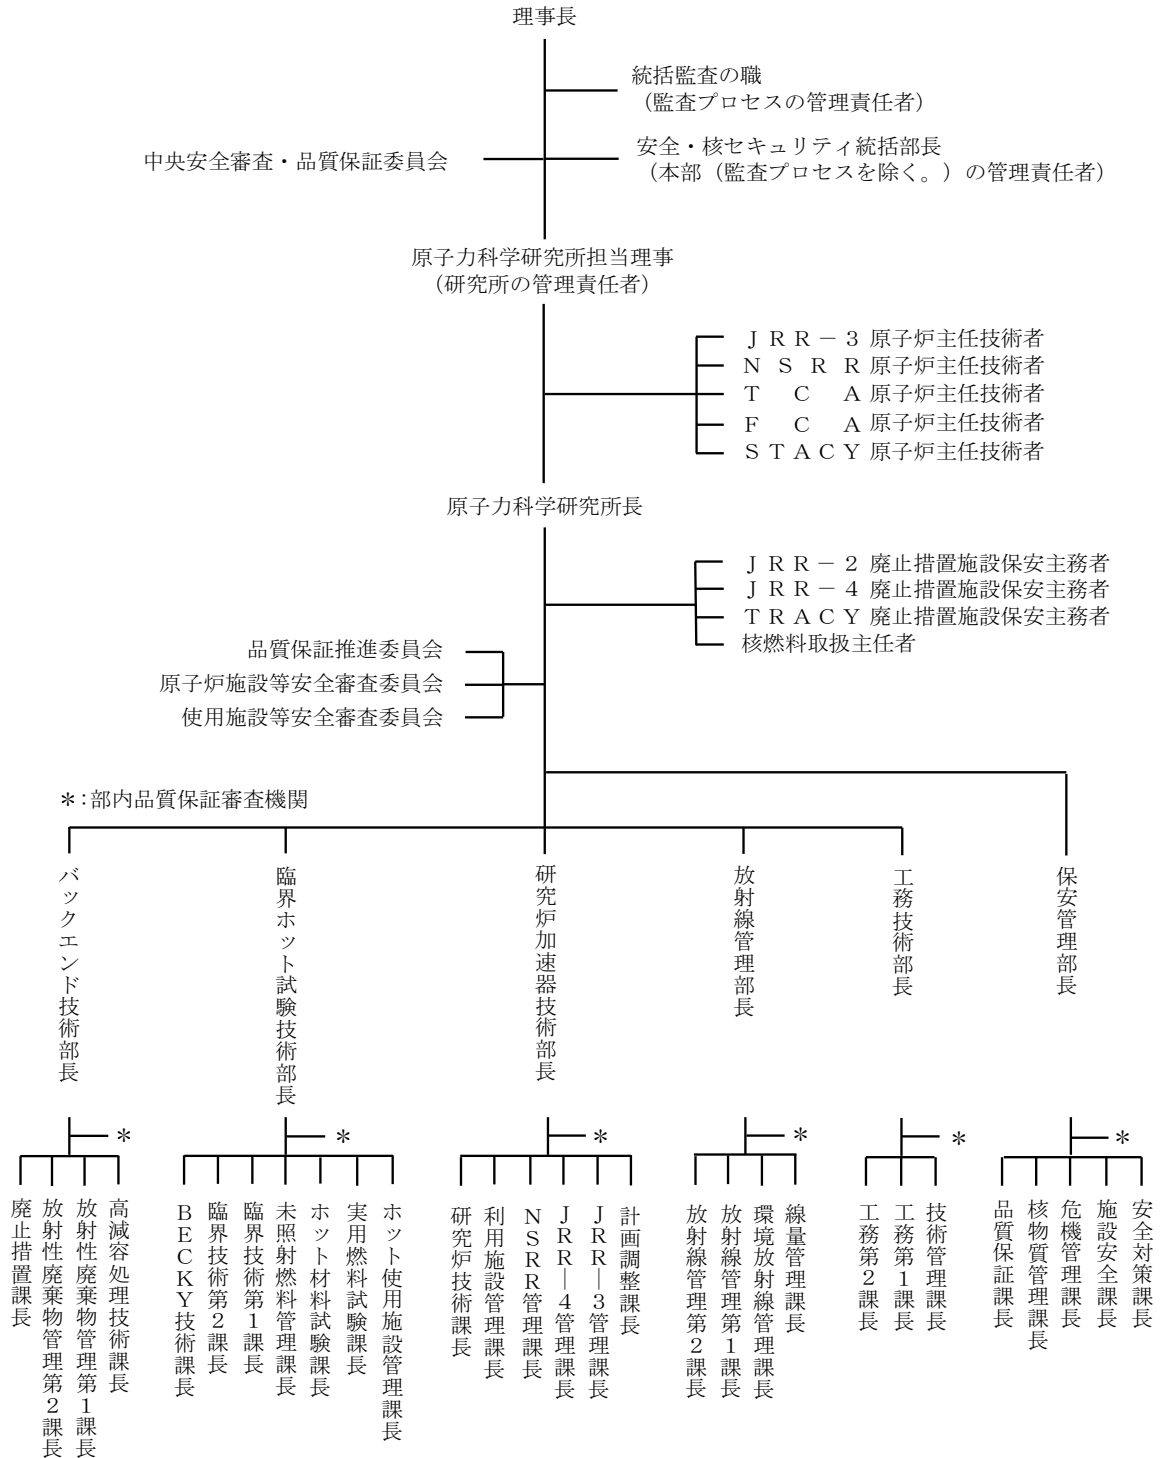 理事長
統括監査の職
（監査プロセスの管理責任者）
中央安全審査・品質保証委員会
安全・核セキュリティ統括部長
（本部（監査プロセスを除く。）の管理責任者）
原子力科学研究所担当理事
（研究所の管理責任者）
ＪＲＲ－３ 原子炉主任技術者
ＮＳＲＲ 原子炉主任技術者
ＴＣＡ 原子炉主任技術者
ＦＣＡ 原子炉主任技術者
ＳＴＡＣＹ 原子炉主任技術者
原子力科学研究所長
ＪＲＲ－２ 廃止措置施設保安主務者
ＪＲＲ－４ 廃止措置施設保安主務者
ＴＲＡＣＹ 廃止措置施設保安主務者
核燃料取扱主任者
品質保証推進委員会
原子炉施設等安全審査委員会
使用施設等安全審査委員会
＊：部内品質保証審査機関
バックエンド技術部長
臨界ホット試験技術部長
研究炉加速器技術部長
放射線管理部長
工務技術部長
保安管理部長
＊
＊
＊
＊
＊
＊
廃止措置課長
放射性廃棄物管理第２課長
放射性廃棄物管理第１課長
高減容処理技術課長
ＢＥＣＫＹ技術課長
臨界技術第２課長
臨界技術第１課長
未照射燃料管理課長
ホット材料試験課長
実用燃料試験課長
ホット使用施設管理課長
研究炉技術課長
利用施設管理課長
ＮＳＲＲ管理課長
ＪＲＲ―４管理課長
ＪＲＲ―３管理課長
計画調整課長
放射線管理第２課長
放射線管理第１課長
環境放射線管理課長
線量管理課長
工務第２課長
工務第１課長
技術管理課長
品質保証課長
核物質管理課長
危機管理課長
施設安全課長
安全対策課長